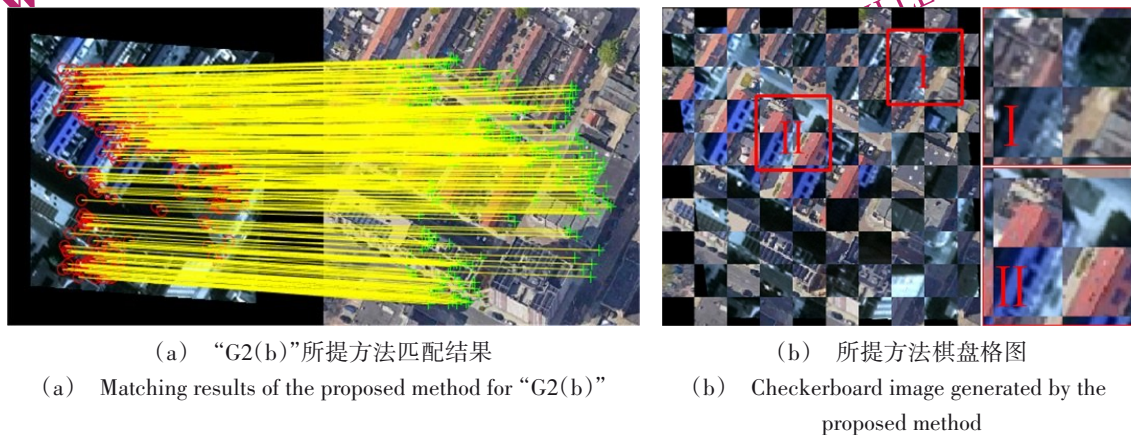 I
II
I
II
(a) “G2(b)”所提方法匹配结果
(a) Matching results of the proposed method for “G2(b)”
(b) 所提方法棋盘格图
(b) Checkerboard image generated by the
proposed method